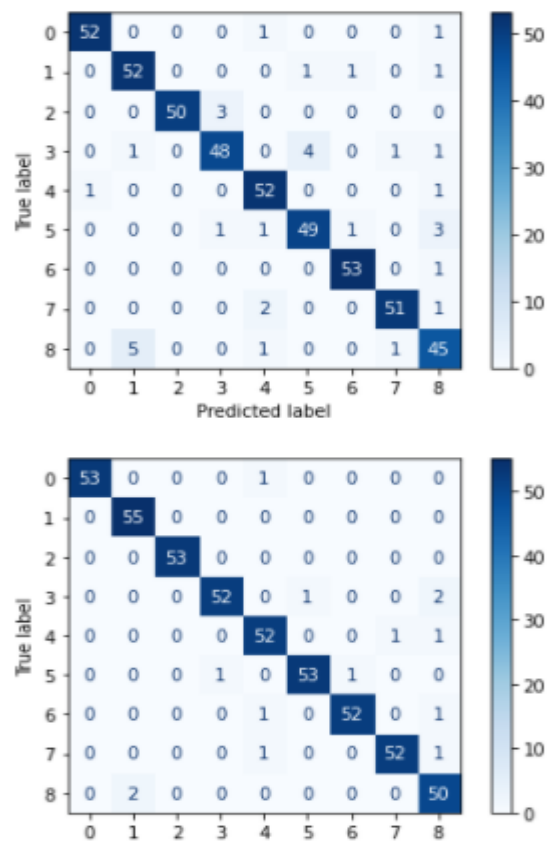 0 52 0 0 0 1 0 0 0 1
1 0 52 0 0 0 1 1 0 1
2 0 0 50 3 0 0 0 0 0
3 0 1 0 48 0 4 0 1 1
4 1 0 0 0 52 0 0 0 1
5 0 0 0 1 1 49 1 0 3
6 0 0 0 0 0 0 53 0 1
7 0 0 0 0 2 0 0 51 1
8 0 5 0 0 1 0 0 1 45
0 1 2 3 4 5 6 7 8
Predicted label
True label
50
40
30
20
10
0
0 53 0 0 0 1 0 0 0 0
1 0 55 0 0 0 0 0 0 0
2 0 0 53 0 0 0 0 0 0
3 0 0 0 52 0 1 0 0 2
4 0 0 0 0 52 0 0 1 1
5 0 0 0 1 0 53 1 0 0
6 0 0 0 0 1 0 52 0 1
7 0 0 0 0 1 0 0 52 1
8 0 2 0 0 0 0 0 0 50
0 1 2 3 4 5 6 7 8
True label
50
40
30
20
10
0